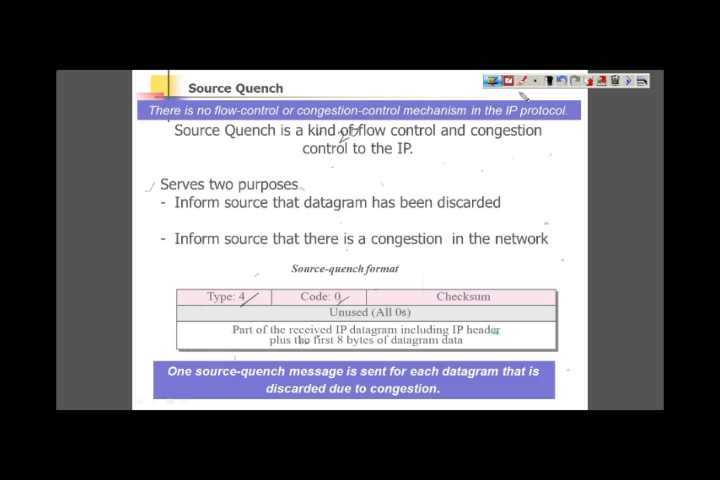 Source Quench
There is no flow-control or congestion-control mechanism in the IP protocol.
Source Quench is a kind of flow control and congestion
control to the IP.
Serves two purposes
- Inform source that datagram has been discarded
- Inform source that there is a congestion in the network
Source-quench format
Type: 4 Code: 0 Checksum
Unused (All 0s)
Part of the received IP datagram including IP header
plus the first 8 bytes of datagram data
One source-quench message is sent for each datagram that is
discarded due to congestion.